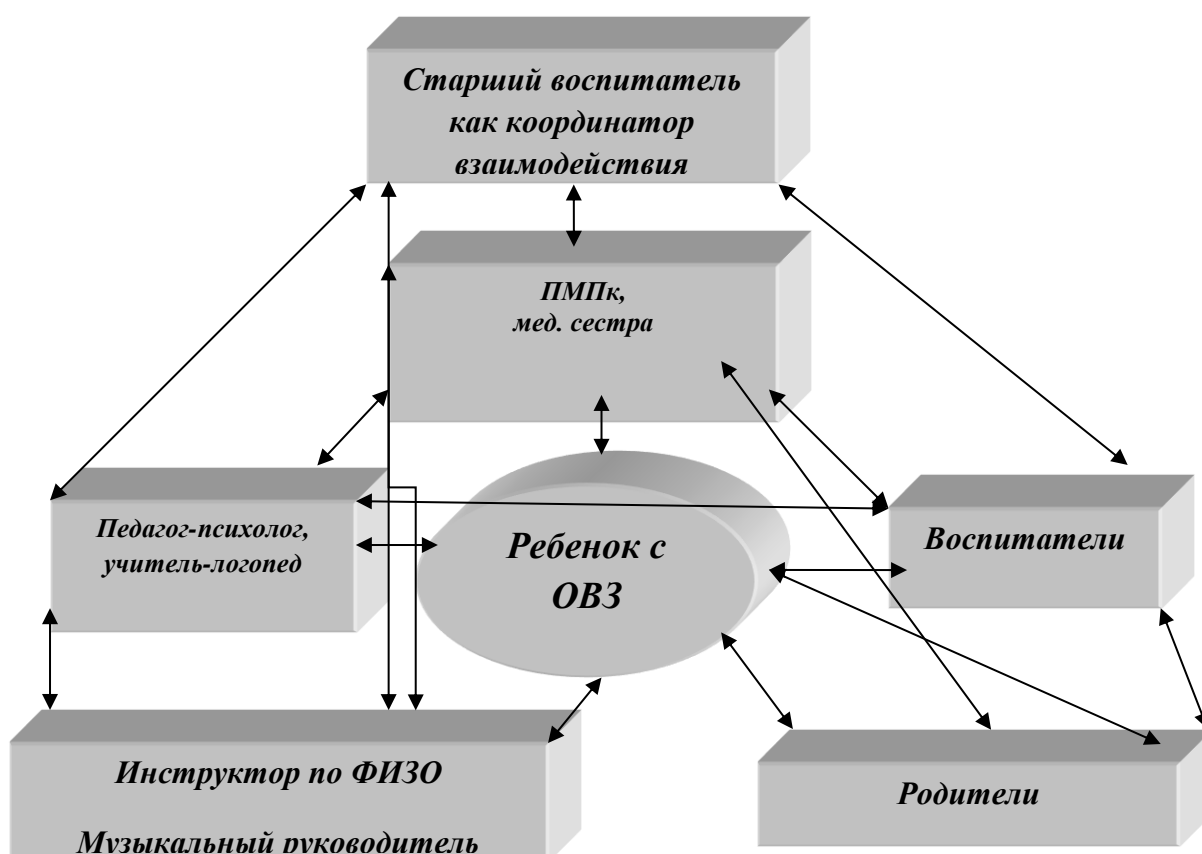 Старший воспитатель
как координатор
взаимодействия
ПМПк,
мед. сестра
Педагог-психолог,
учитель-логопед
Ребенок с
ОВЗ
Воспитатели
Инструктор по ФИЗО
Музыкальный руководитель
Родители